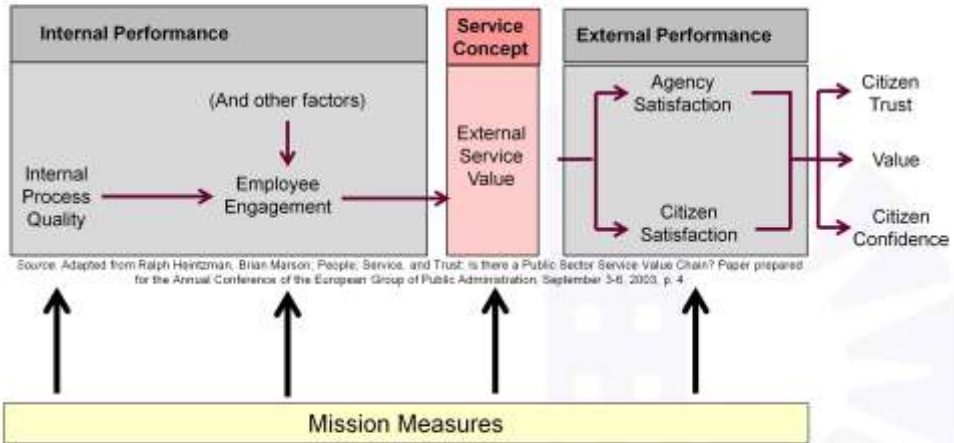 Internal Performance
Service
Concept
External Performance
(And other factors)
Internal
Process
Quality
Employee
Engagement
External
Service
Value
Agency
Satisfaction
Citizen
Satisfaction
Citizen
Trust
Value
Citizen
Confidence
Source: Adapted from Ralph Heintzman, Brian Marson; People, Service, and Trust: Is there a Public Sector Service Value Chain? Paper prepared
for the Annual Conference of the European Group of Public Administration, September 3-6, 2003, p. 4
Mission Measures